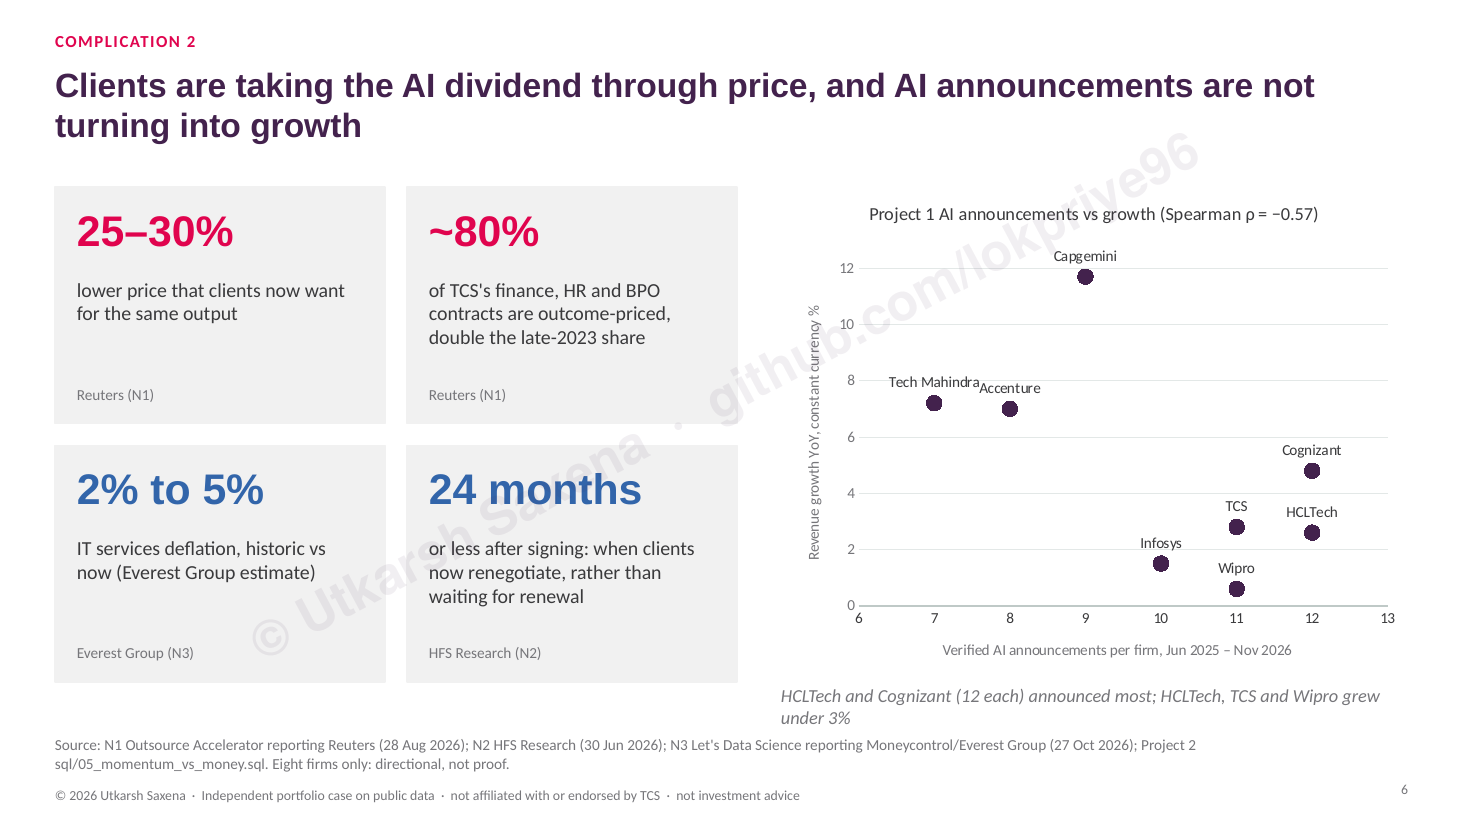 COMPLICATION 2
Clients are taking the AI dividend through price, and AI announcements are not
turning into growth
25–30%
lower price that clients now want
for the same output
Reuters (N1)
~80%
of TCS's finance, HR and BPO
contracts are outcome-priced,
double the late-2023 share
Reuters (N1)
2% to 5%
IT services deflation, historic vs
now (Everest Group estimate)
Everest Group (N3)
24 months
or less after signing: when clients
now renegotiate, rather than
waiting for renewal
HFS Research (N2)
Project 1 AI announcements vs growth (Spearman ρ = −0.57)
Revenue growth YoY, constant currency %
12
10
8
6
4
2
0
Capgemini
Tech Mahindra
Accenture
Cognizant
TCS
HCLTech
Infosys
Wipro
6 7 8 9 10 11 12 13
Verified AI announcements per firm, Jun 2025 – Nov 2026
HCLTech and Cognizant (12 each) announced most; HCLTech, TCS and Wipro grew
under 3%
© Utkarsh Saxena · github.com/lokprive96
Source: N1 Outsource Accelerator reporting Reuters (28 Aug 2026); N2 HFS Research (30 Jun 2026); N3 Let's Data Science reporting Moneycontrol/Everest Group (27 Oct 2026); Project 2
sql/05_momentum_vs_money.sql. Eight firms only: directional, not proof.
© 2026 Utkarsh Saxena · Independent portfolio case on public data · not affiliated with or endorsed by TCS · not investment advice
6